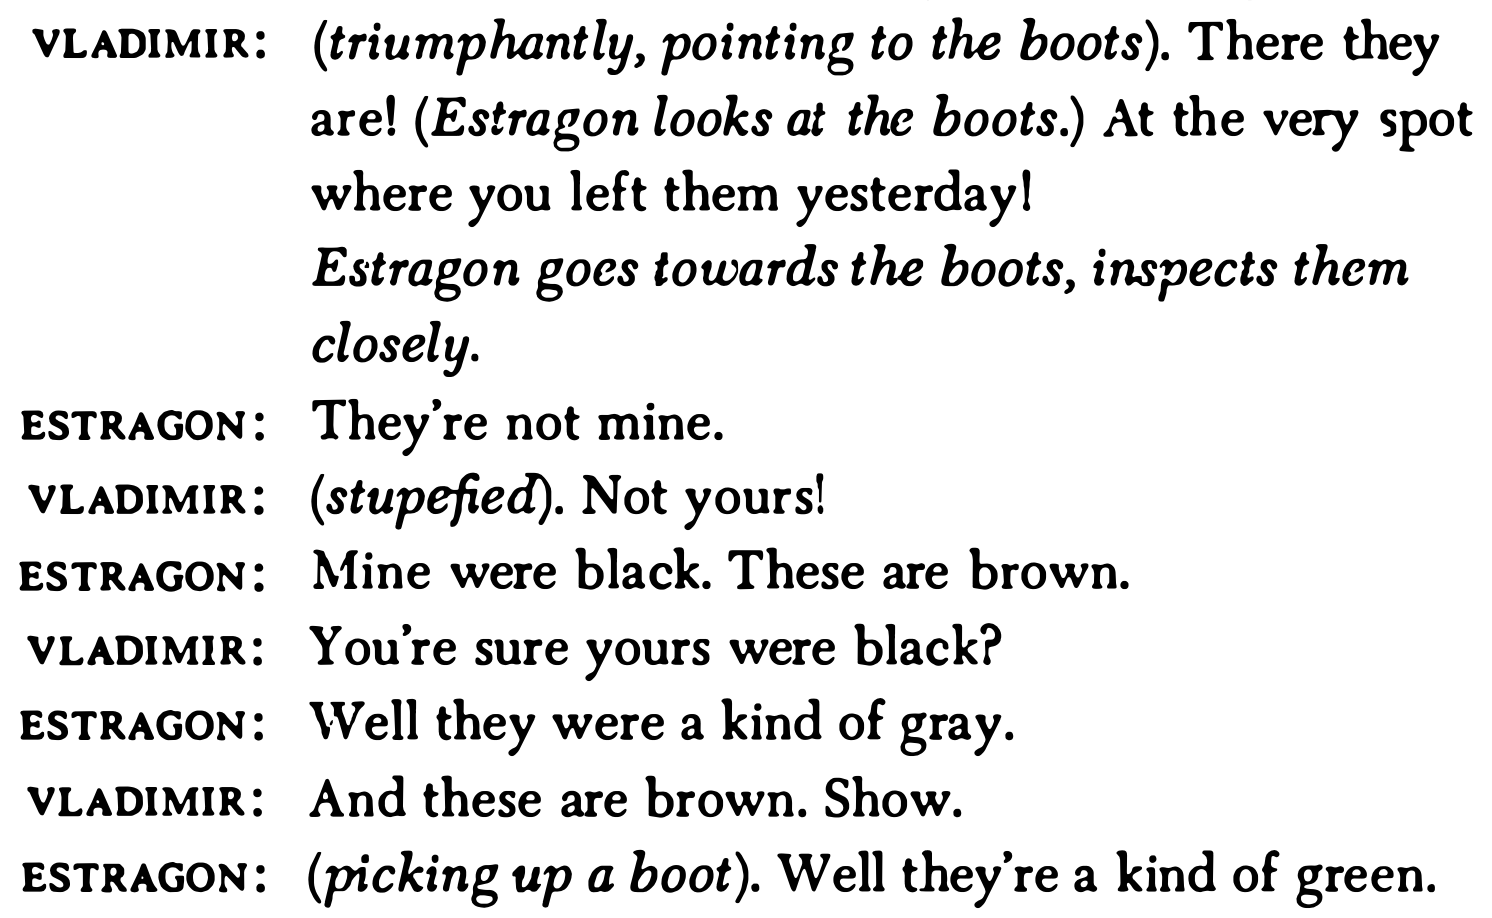 VLADIMIR: (triumphantly, pointing to the boots). There they
are! (Estragon looks at the boots.) At the very spot
where you left them yesterday!
Estragon goes towards the boots, inspects them
closely.
ESTRAGON: They're not mine.
VLADIMIR: (stupefied). Not yours!
ESTRAGON: Mine were black. These are brown.
VLADIMIR: You're sure yours were black?
ESTRAGON: Well they were a kind of gray.
VLADIMIR: And these are brown. Show.
ESTRAGON: (picking up a boot). Well they're a kind of green.